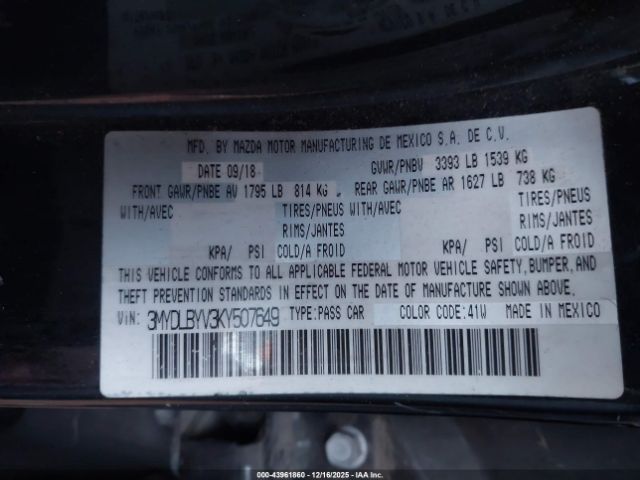 MFD. BY MAZDA MOTOR MANUFACTURING DE MEXICO S.A. DE C.V.
DATE 09/18 GVWR/PNBV 3393 LB 1539 KG
FRONT GAWR/PNBE AV 1795 LB 814 KG REAR GAWR/PNBE AR 1627 LB 738 KG
WITH/AVEC TIRES/PNEUS WITH/AVEC TIRES/PNEUS
RIMS/JANTES RIMS/JANTES
KPA/ PSI COLD/A FROID KPA/ PSI COLD/A FROID
THIS VEHICLE CONFORMS TO ALL APPLICABLE FEDERAL MOTOR VEHICLE SAFETY, BUMPER, AND
THEFT PREVENTION STANDARDS IN EFFECT ON THE DATE OF MANUFACTURE SHOWN ABOVE.
VIN: 3MYDLBYV3KY507649 TYPE:PASS CAR COLOR CODE:41W MADE IN MEXICO
000-43961860 - 12/16/2025 - IAA Inc.